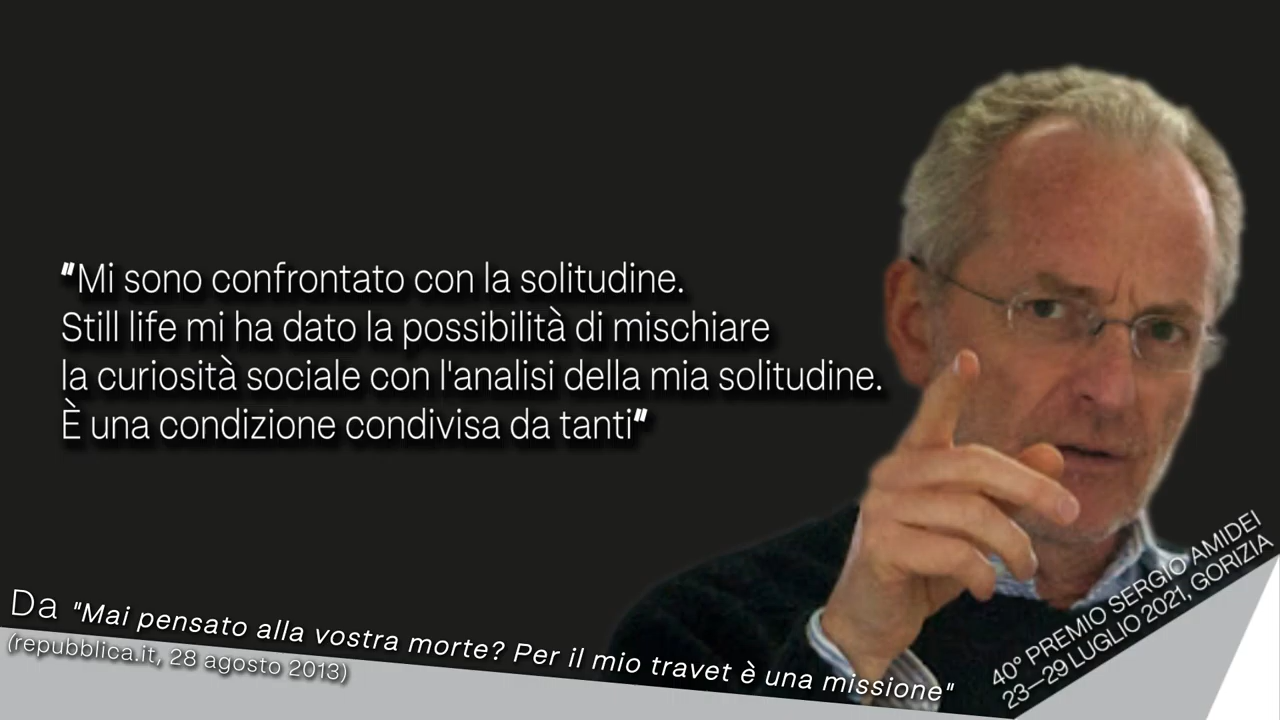 "Mi sono confrontato con la solitudine.
Still life mi ha dato la possibilità di mischiare
la curiosità sociale con l'analisi della mia solitudine.
È una condizione condivisa da tanti"
Da "Mai pensato alla vostra morte? Per il mio travet è una missione"
(repubblica.it, 28 agosto 2013)
40° PREMIO SERGIO AMIDEI
23—29 LUGLIO 2021, GORIZIA